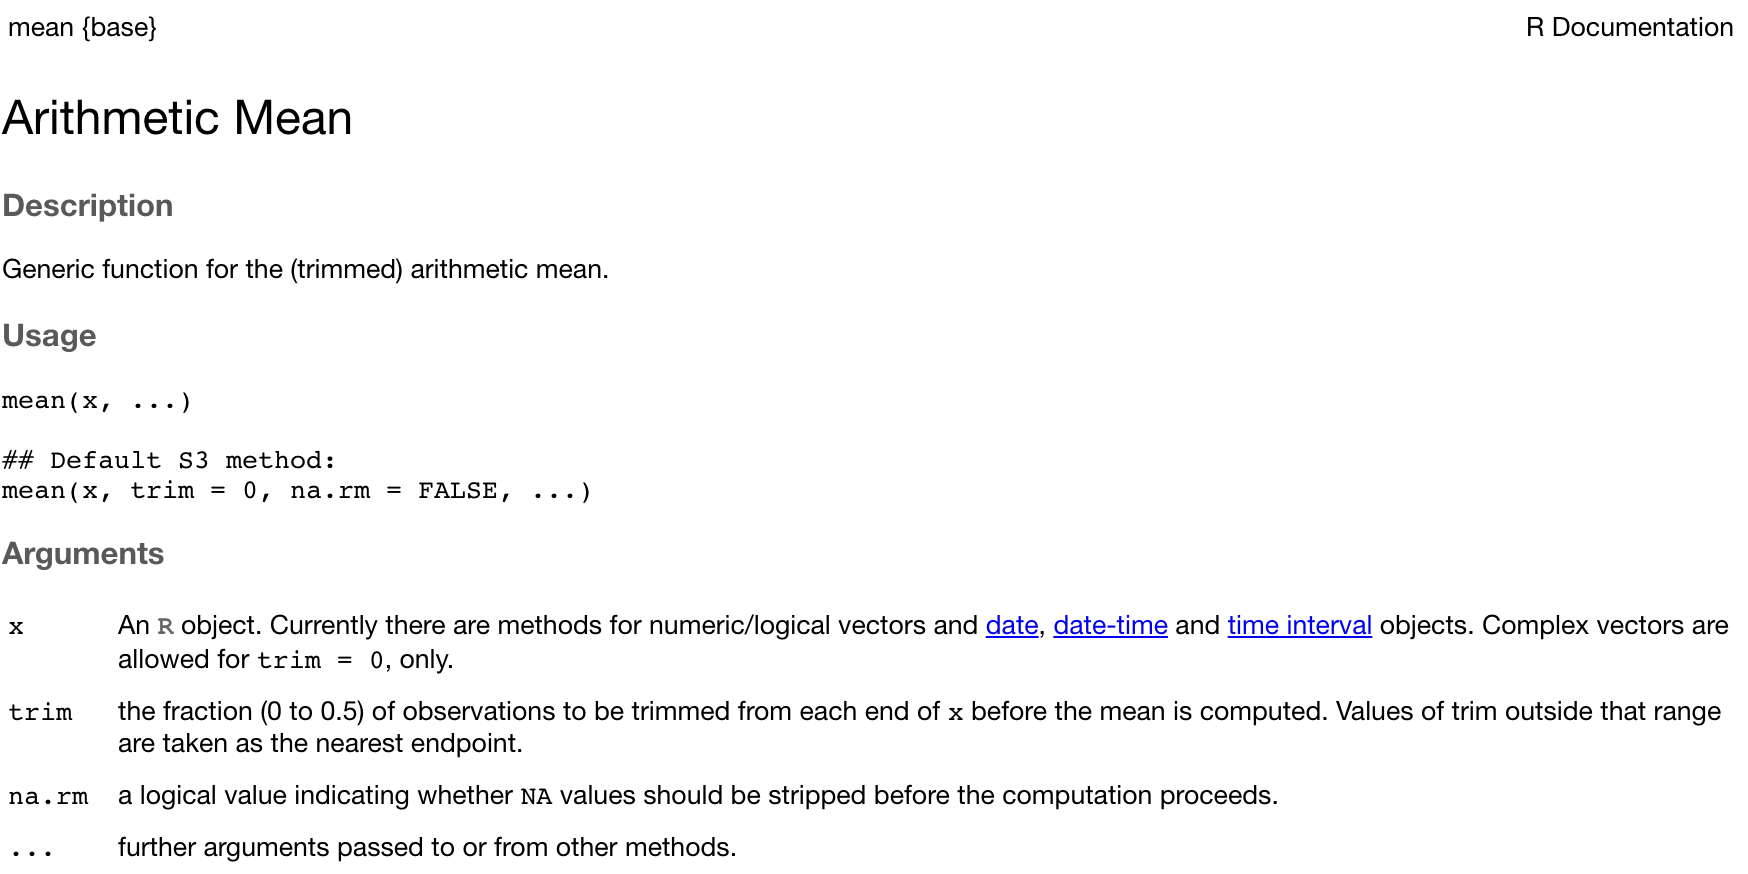 mean {base}
R Documentation
Arithmetic Mean
Description
Generic function for the (trimmed) arithmetic mean.
Usage
mean(x, ...)
## Default S3 method:
mean(x, trim = 0, na.rm = FALSE, ...)
Arguments
x An R object. Currently there are methods for numeric/logical vectors and date, date-time and time interval objects. Complex vectors are
allowed for trim = 0, only.
trim the fraction (0 to 0.5) of observations to be trimmed from each end of x before the mean is computed. Values of trim outside that range
are taken as the nearest endpoint.
na.rm a logical value indicating whether NA values should be stripped before the computation proceeds.
... further arguments passed to or from other methods.